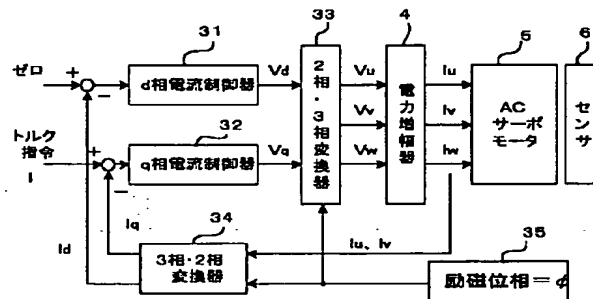 31
33
4
5
6
ゼロ
+
−
d相電流制御器
Vd
2相・3相変換器
Vu
Vv
Vw
電力増幅器
Iu
Iv
Iw
ACサーボモータ
センサ
トルク指令
I
+
−
32
q相電流制御器
Vq
Id
Iq
34
3相・2相変換器
Iu、Iv
35
励磁位相=φ